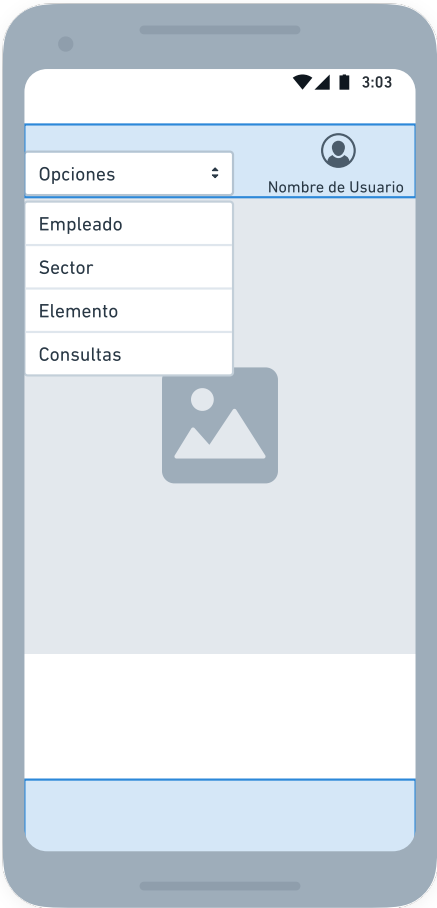 3:03
Opciones
Nombre de Usuario
Empleado
Sector
Elemento
Consultas